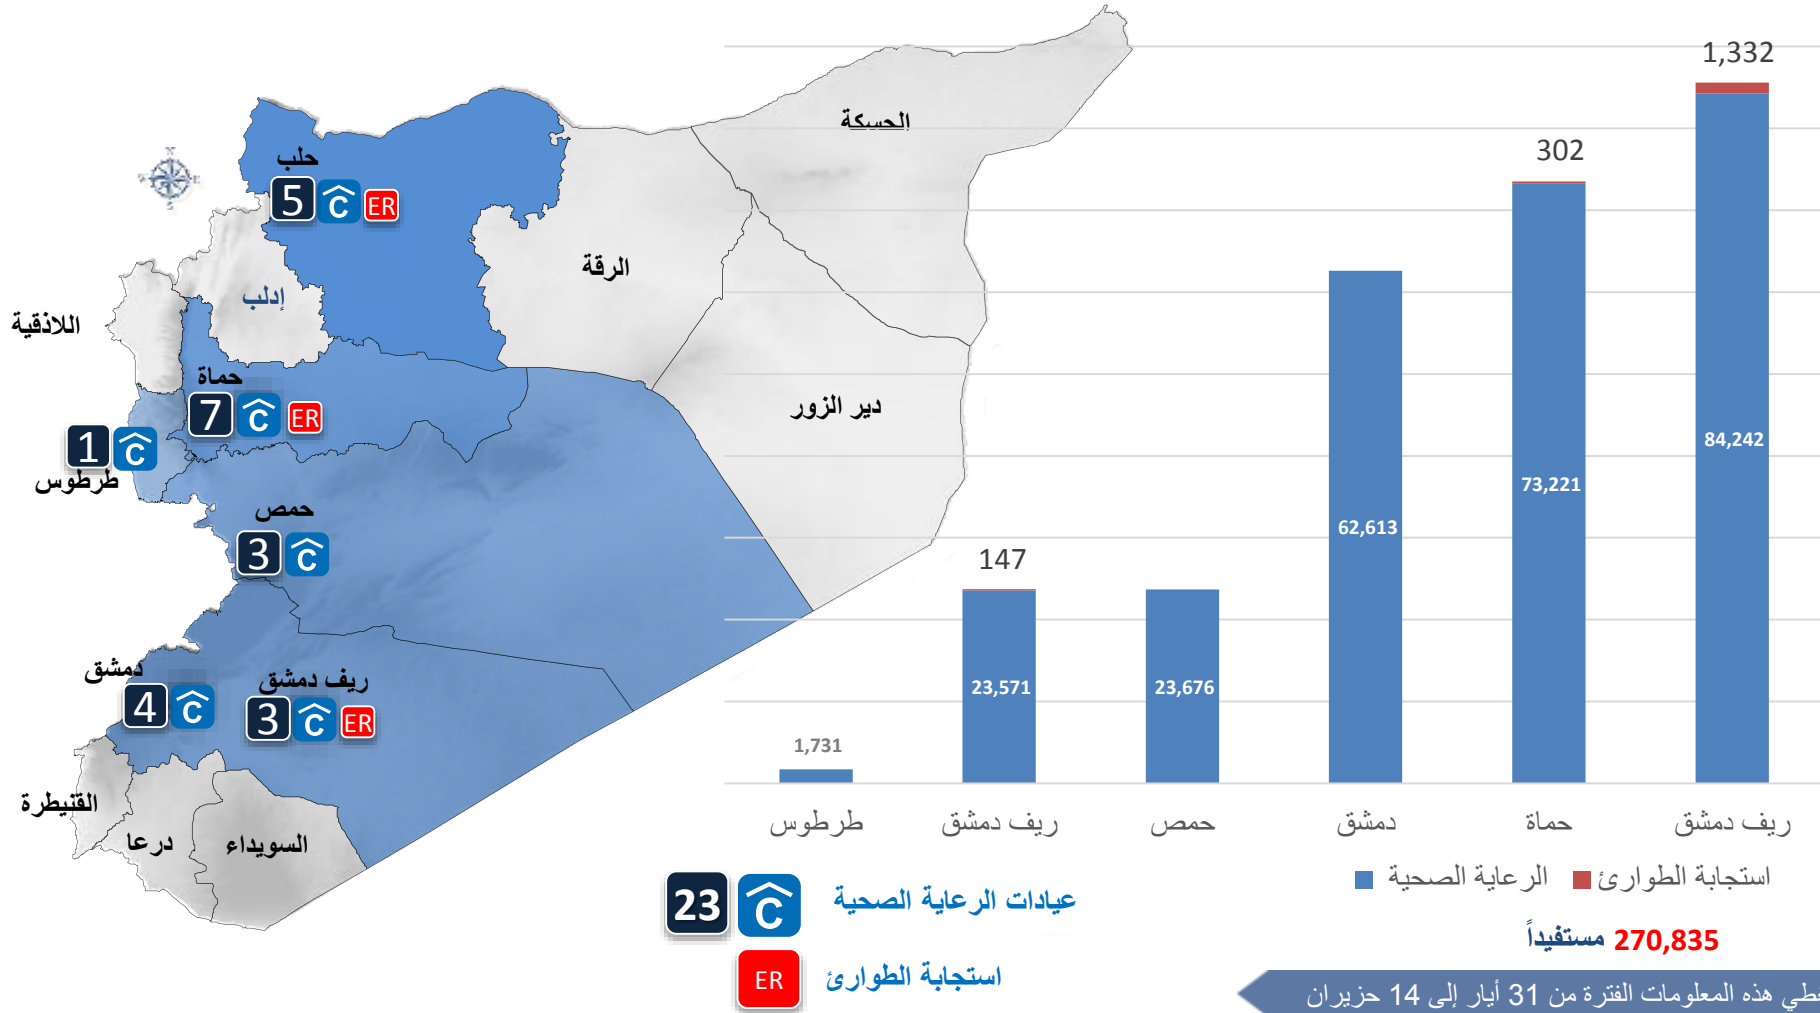 الحسكة
حلب
5 C ER
الرقة
إدلب
اللاذقية
حماة
7 C ER
دير الزور
1 C
طرطوس
حمص
3 C
دمشق
4 C
ريف دمشق
3 C ER
القنيطرة
درعا
السويداء
1,332
302
84,242
73,221
62,613
147
23,571
23,676
1,731
طرطوس
ريف دمشق
حمص
دمشق
حماة
ريف دمشق
استجابة الطوارئ
الرعاية الصحية
23 C عيادات الرعاية الصحية
ER استجابة الطوارئ
270,835 مستفيداً
هذه المعلومات الفترة من 31 أيار إلى 14 حزيران